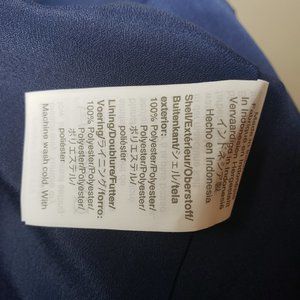 Vervaardigd in Indonesië
インドネシア製
Hecho en Indonesia
Shell/Extérieur/Oberstoff/
Buitenkant/シェル/tela
exterior:
100% Polyester/Polyester/
Polyester/Polyester/
ポリエステル/
poliéster
Lining/Doublure/Futter/
Voering/ライニング/forro:
100% Polyester/Polyester/
Polyester/Polyester/
ポリエステル/
poliéster
Machine wash cold. With